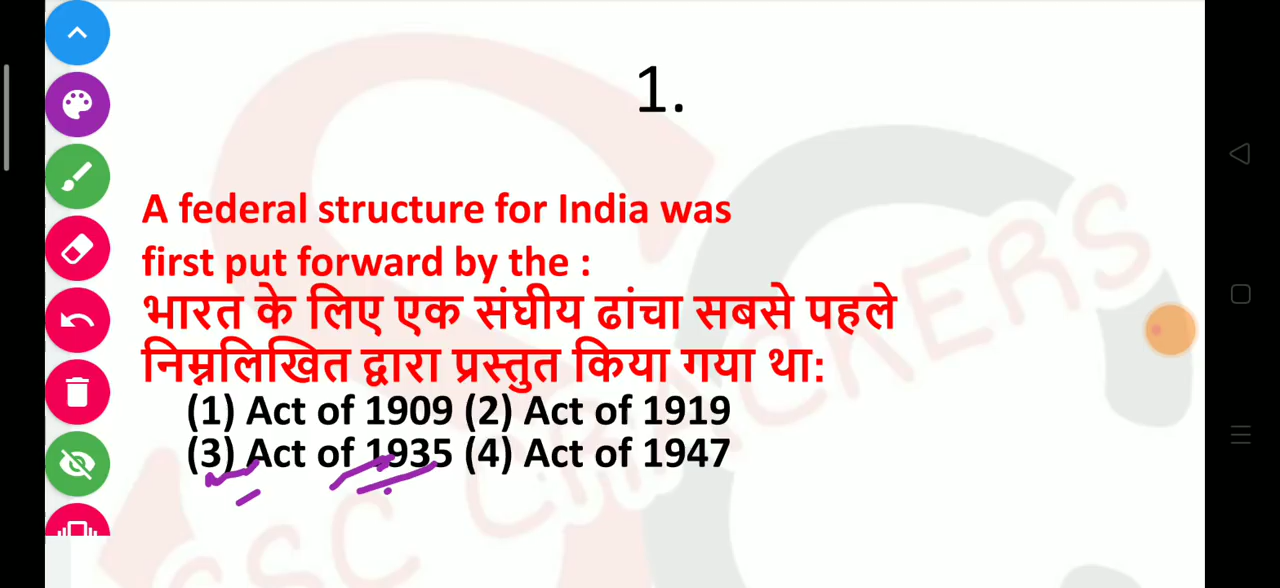 1.
A federal structure for India was
first put forward by the :
भारत के लिए एक संघीय ढांचा सबसे पहले
निम्नलिखित द्वारा प्रस्तुत किया गया था:
(1) Act of 1909 (2) Act of 1919
(3) Act of 1935 (4) Act of 1947